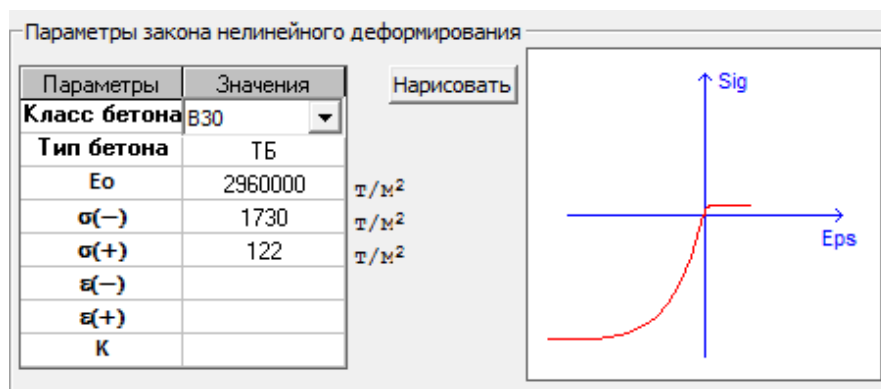 Параметры закона нелинейного деформирования
Параметры Значения
Класс бетона B30
Тип бетона ТБ
Eo 2960000 т/м²
σ(−) 1730 т/м²
σ(+) 122 т/м²
ε(−)
ε(+)
K
Нарисовать
Sig
Eps